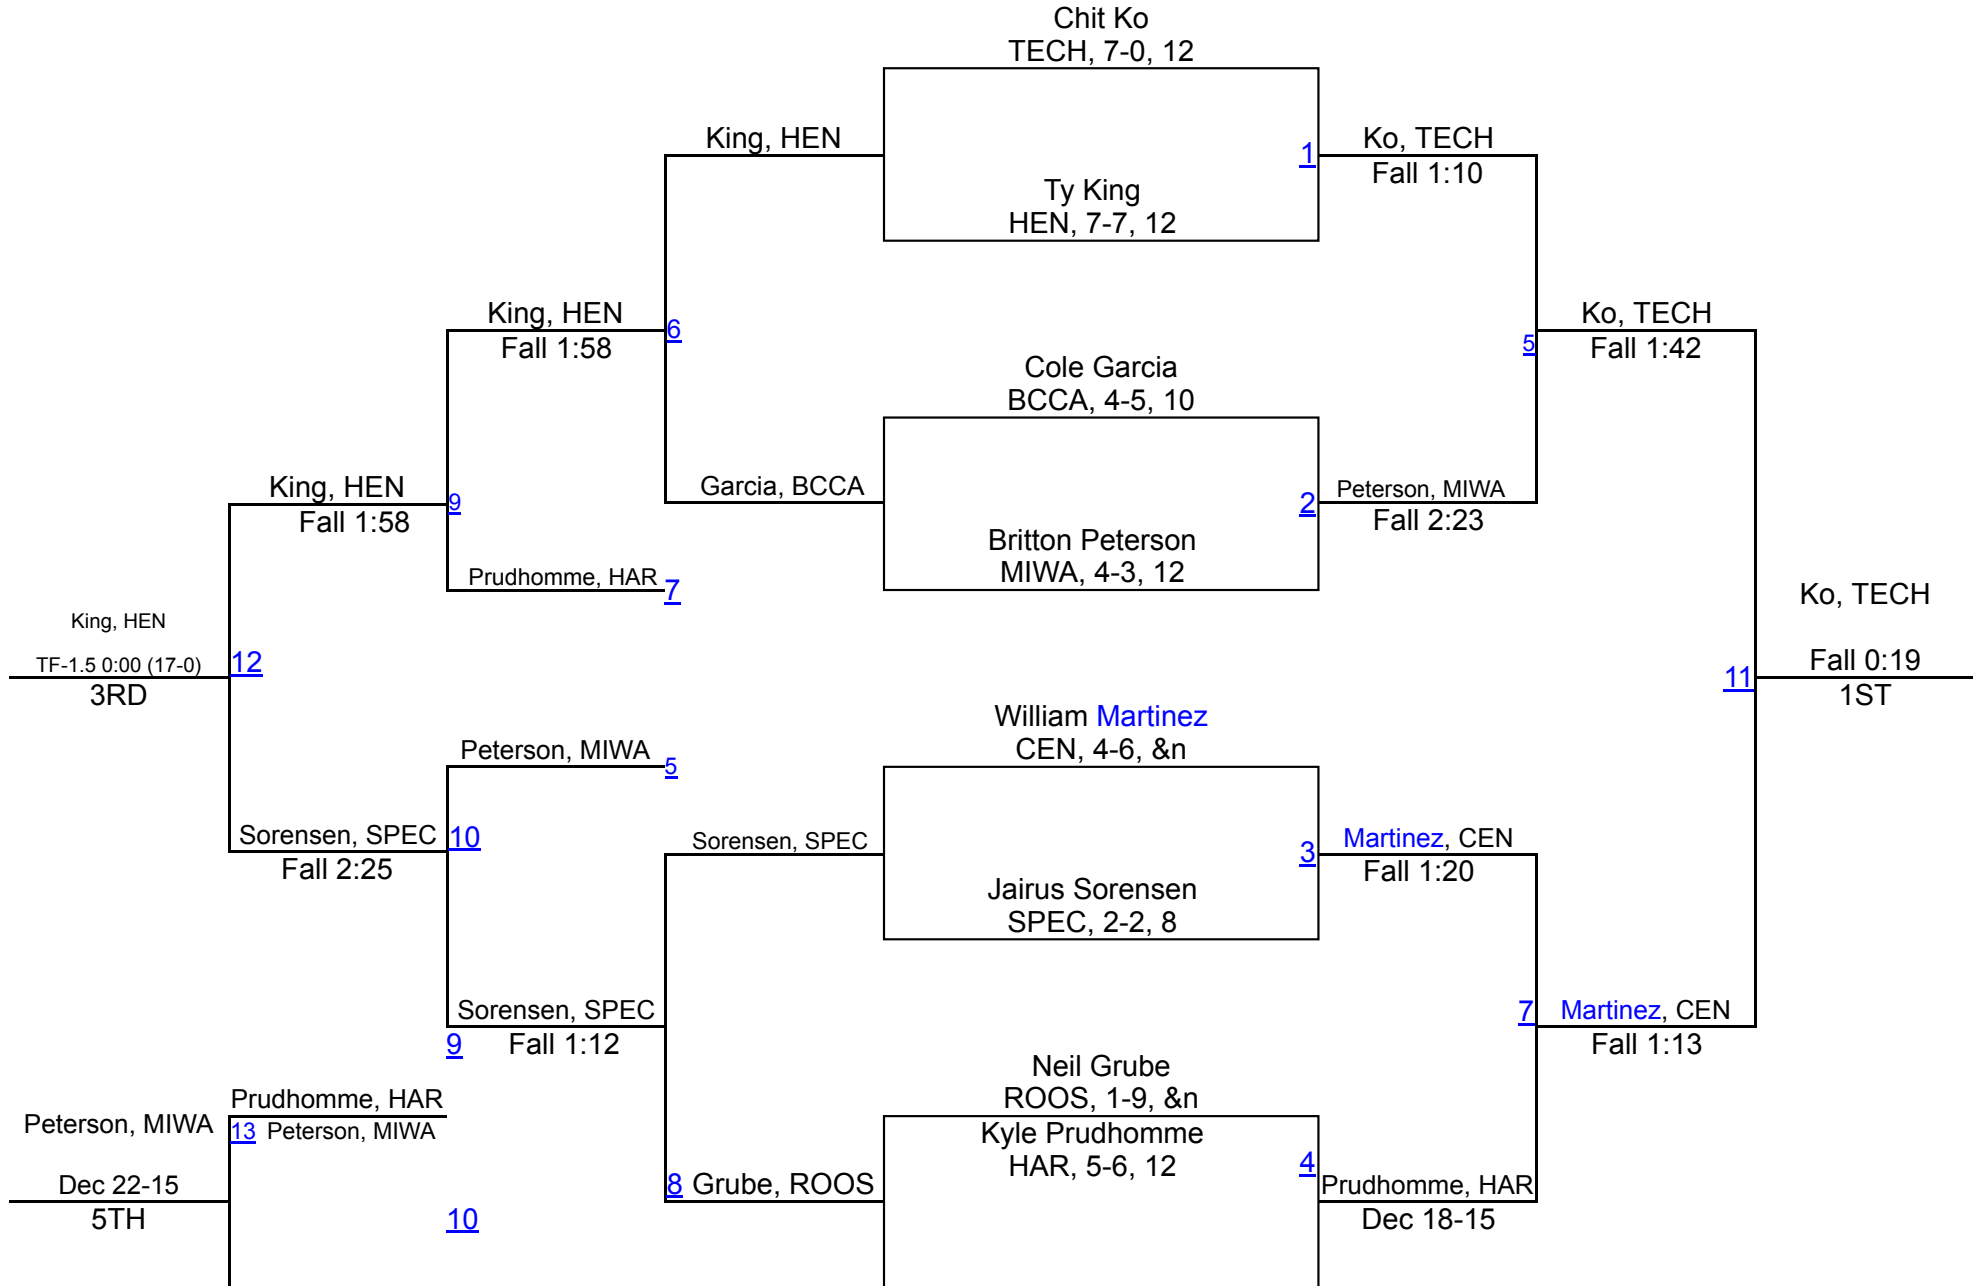 Chit Ko
TECH, 7-0, 12
King, HEN
1
Ko, TECH
Fall 1:10
Ty King
HEN, 7-7, 12
King, HEN
Fall 1:58
6
5
Ko, TECH
Fall 1:42
Cole Garcia
BCCA, 4-5, 10
King, HEN
Fall 1:58
9
Garcia, BCCA
2
Peterson, MIWA
Fall 2:23
Britton Peterson
MIWA, 4-3, 12
Prudhomme, HAR
7
King, HEN
TF-1.5 0:00 (17-0)
3RD
12
Ko, TECH
Fall 0:19
1ST
11
William Martinez
CEN, 4-6, &n
Peterson, MIWA
5
Sorensen, SPEC
Fall 2:25
10
Sorensen, SPEC
3
Martinez, CEN
Fall 1:20
Jairus Sorensen
SPEC, 2-2, 8
Sorensen, SPEC
Fall 1:12
9
7
Martinez, CEN
Fall 1:13
Neil Grube
ROOS, 1-9, &n
Kyle Prudhomme
HAR, 5-6, 12
4
Prudhomme, HAR
Peterson, MIWA
13
Peterson, MIWA
Dec 22-15
5TH
10
8
Grube, ROOS
Prudhomme, HAR
Dec 18-15